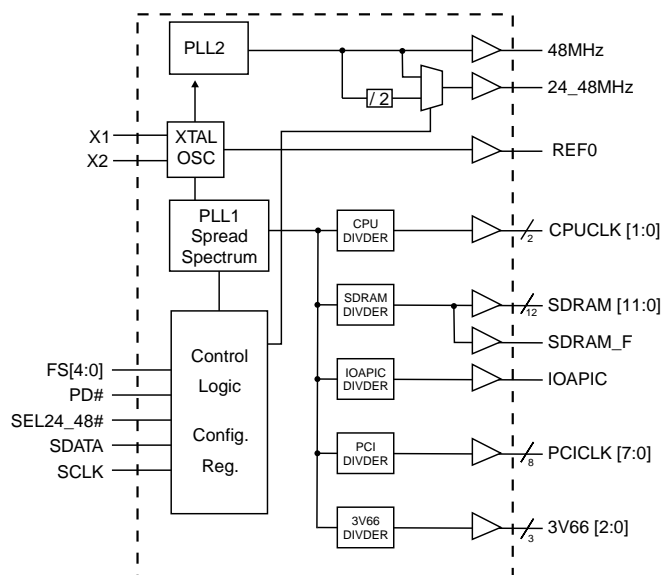 PLL2
48MHz
/ 2
24_48MHz
X1
X2
XTAL
OSC
REF0
PLL1
Spread
Spectrum
CPU
DIVDER
2
CPUCLK [1:0]
SDRAM
DIVDER
12
SDRAM [11:0]
SDRAM_F
Control
Logic
Config.
Reg.
FS[4:0]
PD#
SEL24_48#
SDATA
SCLK
IOAPIC
DIVDER
IOAPIC
PCI
DIVDER
8
PCICLK [7:0]
3V66
DIVDER
3
3V66 [2:0]